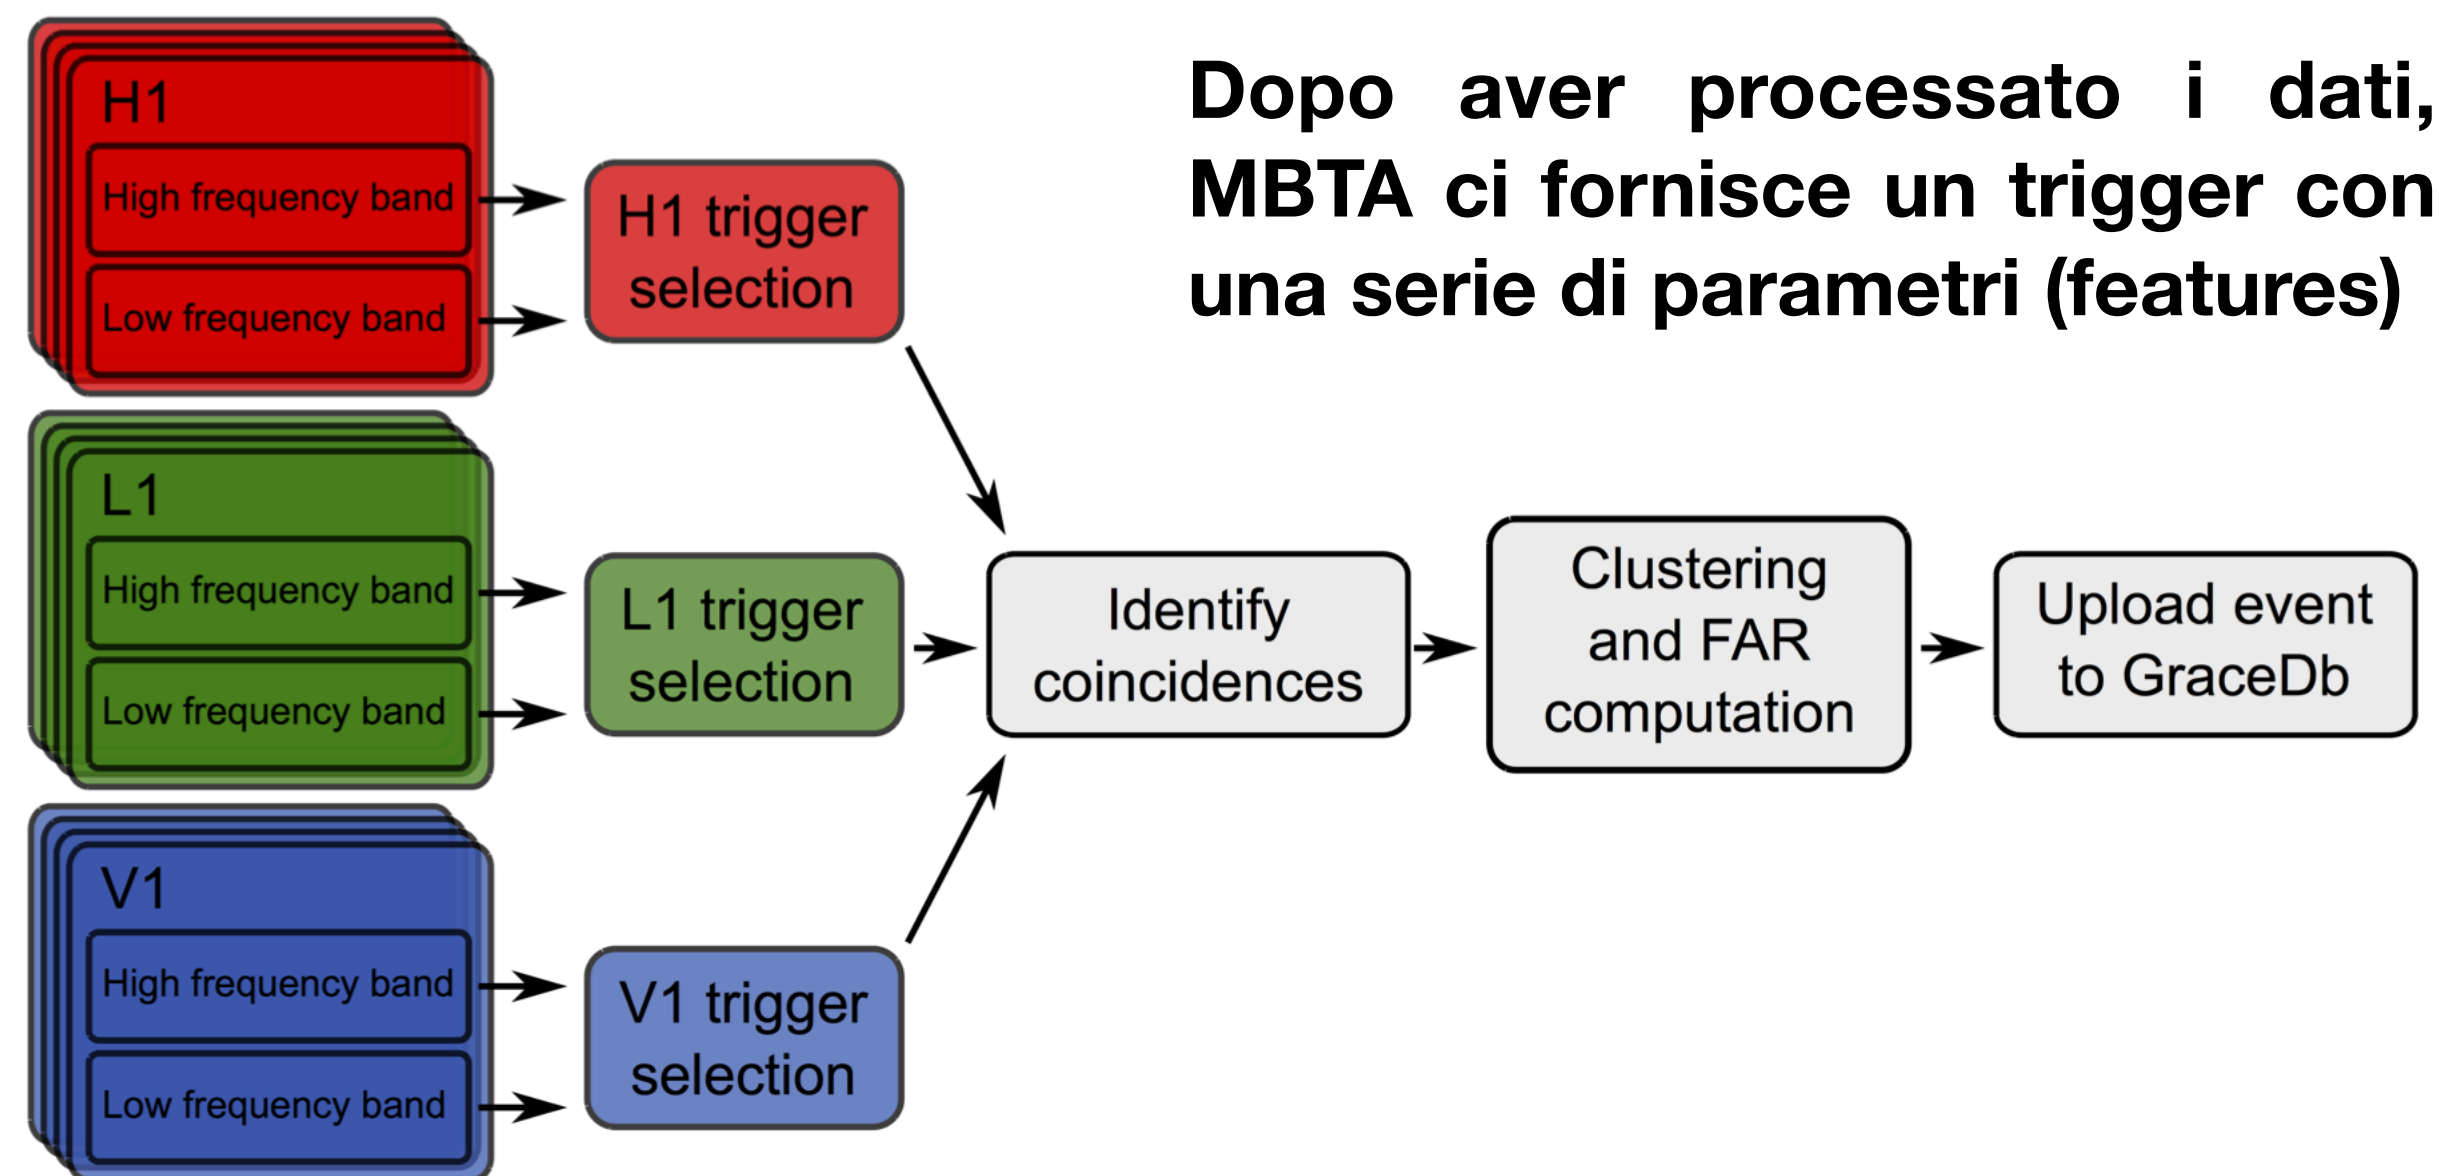 Dopo aver processato i dati,
MBTA ci fornisce un trigger con
una serie di parametri (features)
H1
High frequency band
Low frequency band
H1 trigger
selection
L1
High frequency band
Low frequency band
L1 trigger
selection
V1
High frequency band
Low frequency band
V1 trigger
selection
Identify
coincidences
Clustering
and FAR
computation
Upload event
to GraceDb